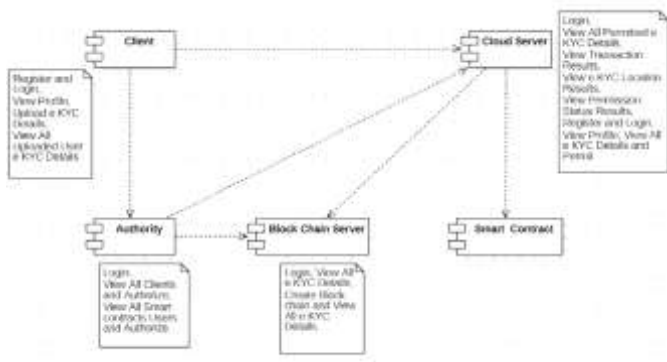 Client
Cloud Server
Login,
View All Permitted e
KYC Details,
View Transaction
Results,
View e KYC Location
Results,
View Permission
Status Results,
Register and Login,
View Profile, View All
e KYC Details and
Permit
Register and
Login,
View Profile,
Upload e KYC
Details,
View All
Uploaded User
e KYC Details
Authority
Block Chain Server
Smart Contract
Login,
View All Clients
and Authorize,
View All Smart
contracts Users
and Authorize
Login, View All
e KYC Details,
Create Block
chain and View
All e KYC
Details.